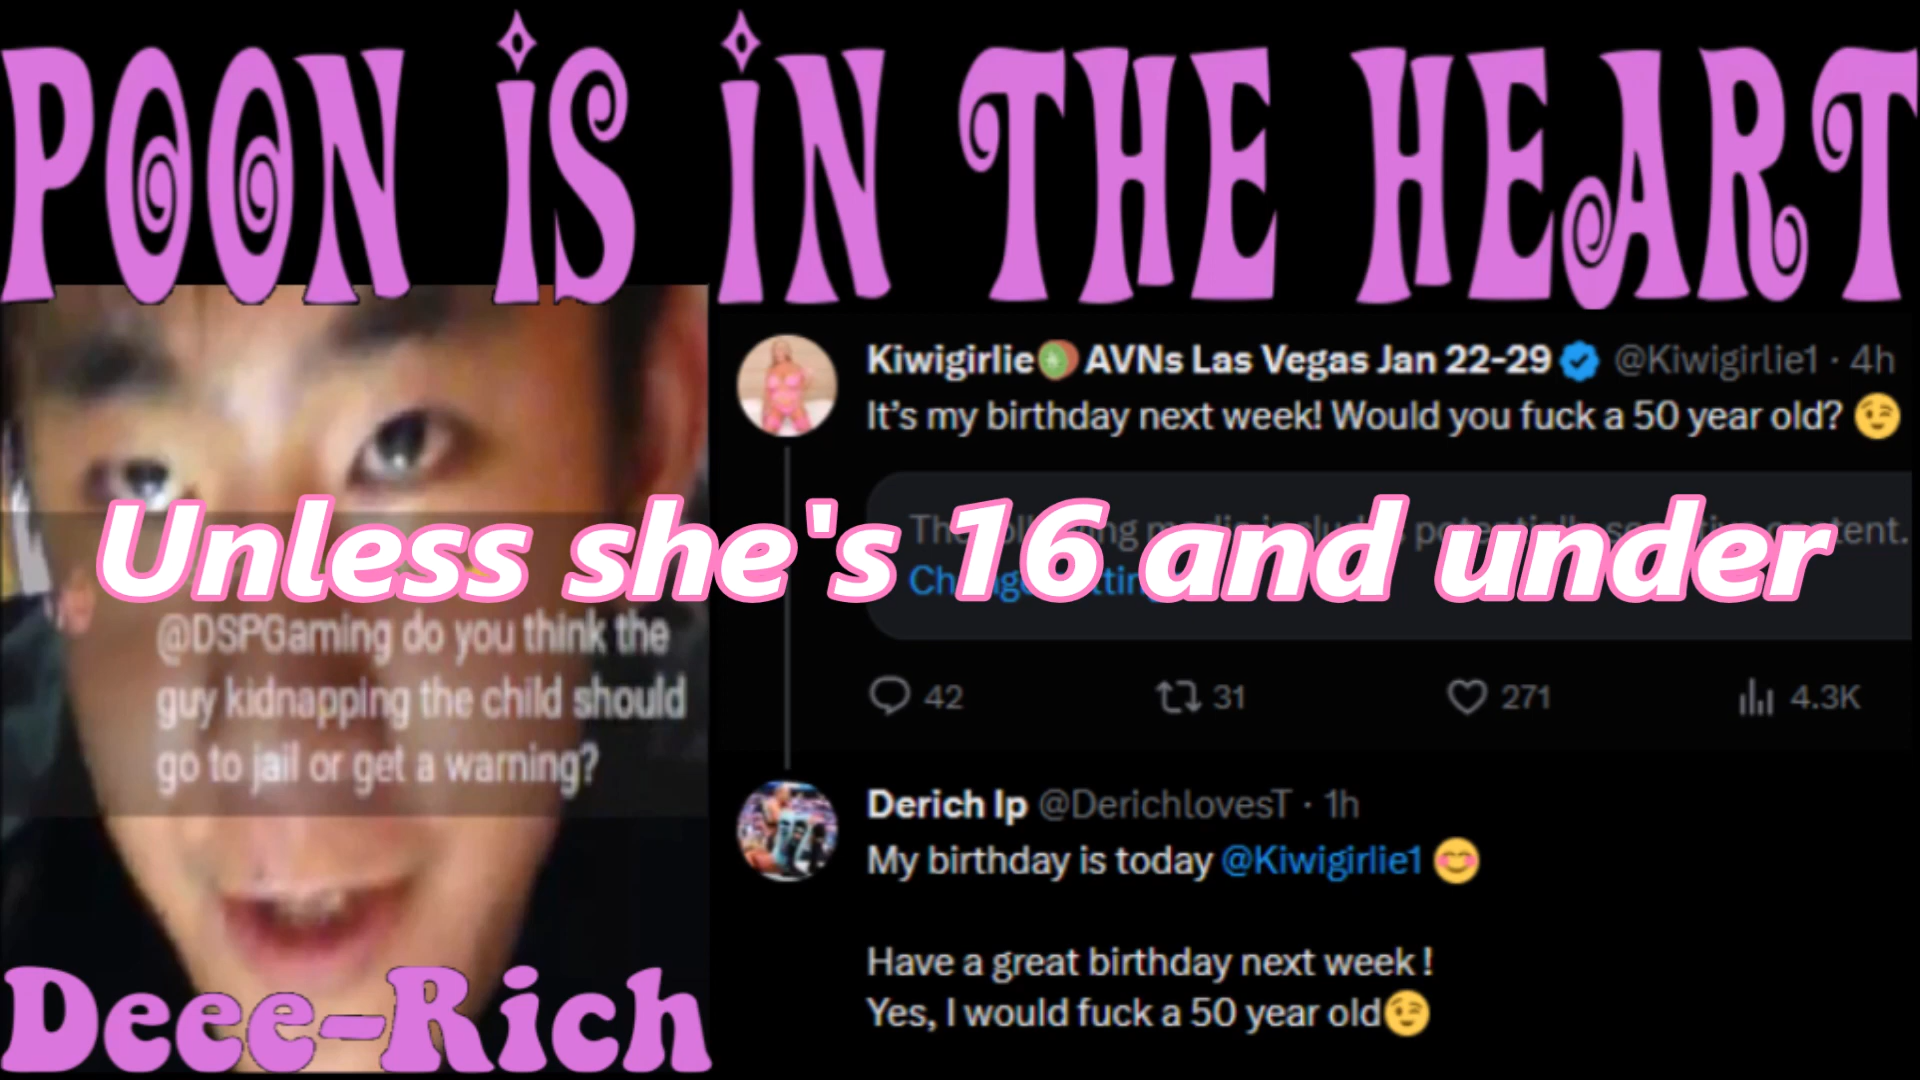 POON iS iN THE HEART
Kiwigirlie🥝 AVNs Las Vegas Jan 22-29 @Kiwigirlie1 · 4h
It’s my birthday next week! Would you fuck a 50 year old? 😉
Unless she's 16 and under
content.
@DSPGaming do you think the
guy kidnapping the child should
go to jail or get a warning?
42 31 271 4.3K
Derich Ip @DerichlovesT · 1h
My birthday is today @Kiwigirlie1 😊
Have a great birthday next week !
Yes, I would fuck a 50 year old😉
Deee-Rich